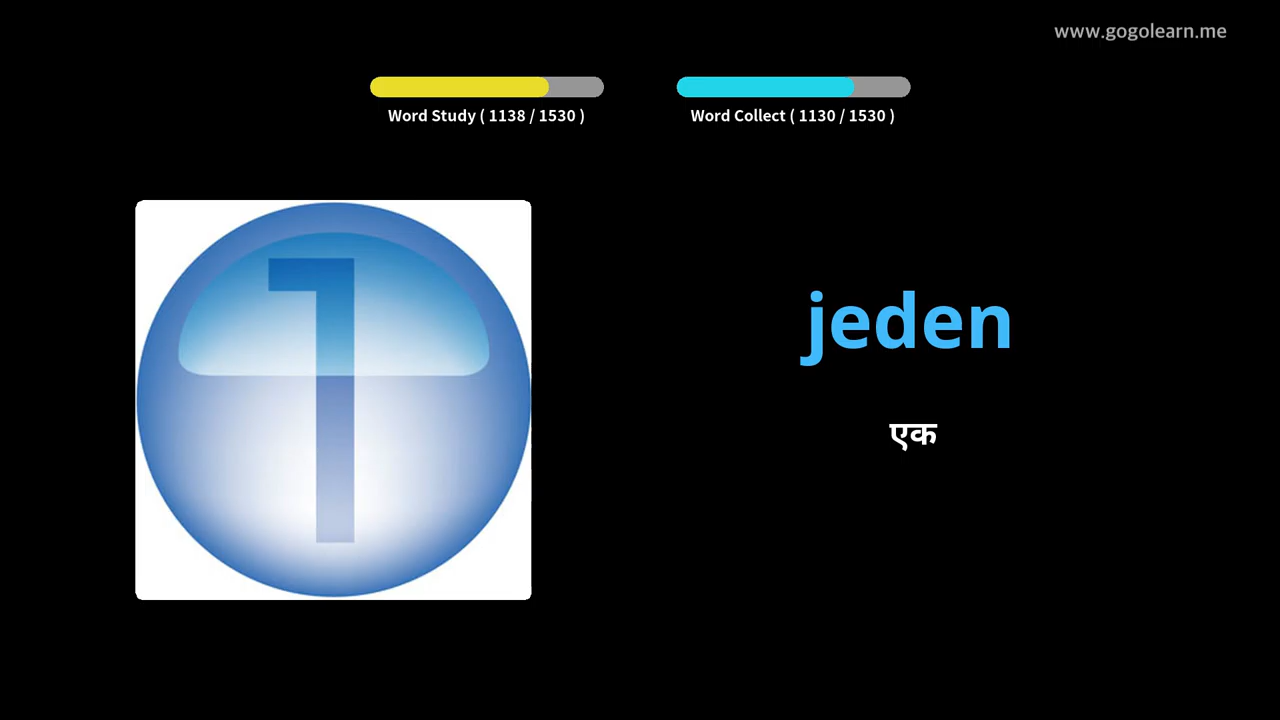 www.gogolearn.me
Word Study ( 1138 / 1530 )
Word Collect ( 1130 / 1530 )
1
jeden
एक